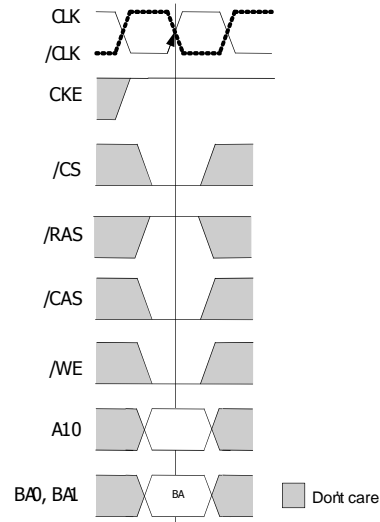 CLK
/CLK
CKE
/CS
/RAS
/CAS
/WE
A10
BA0, BA1
BA
Don't care